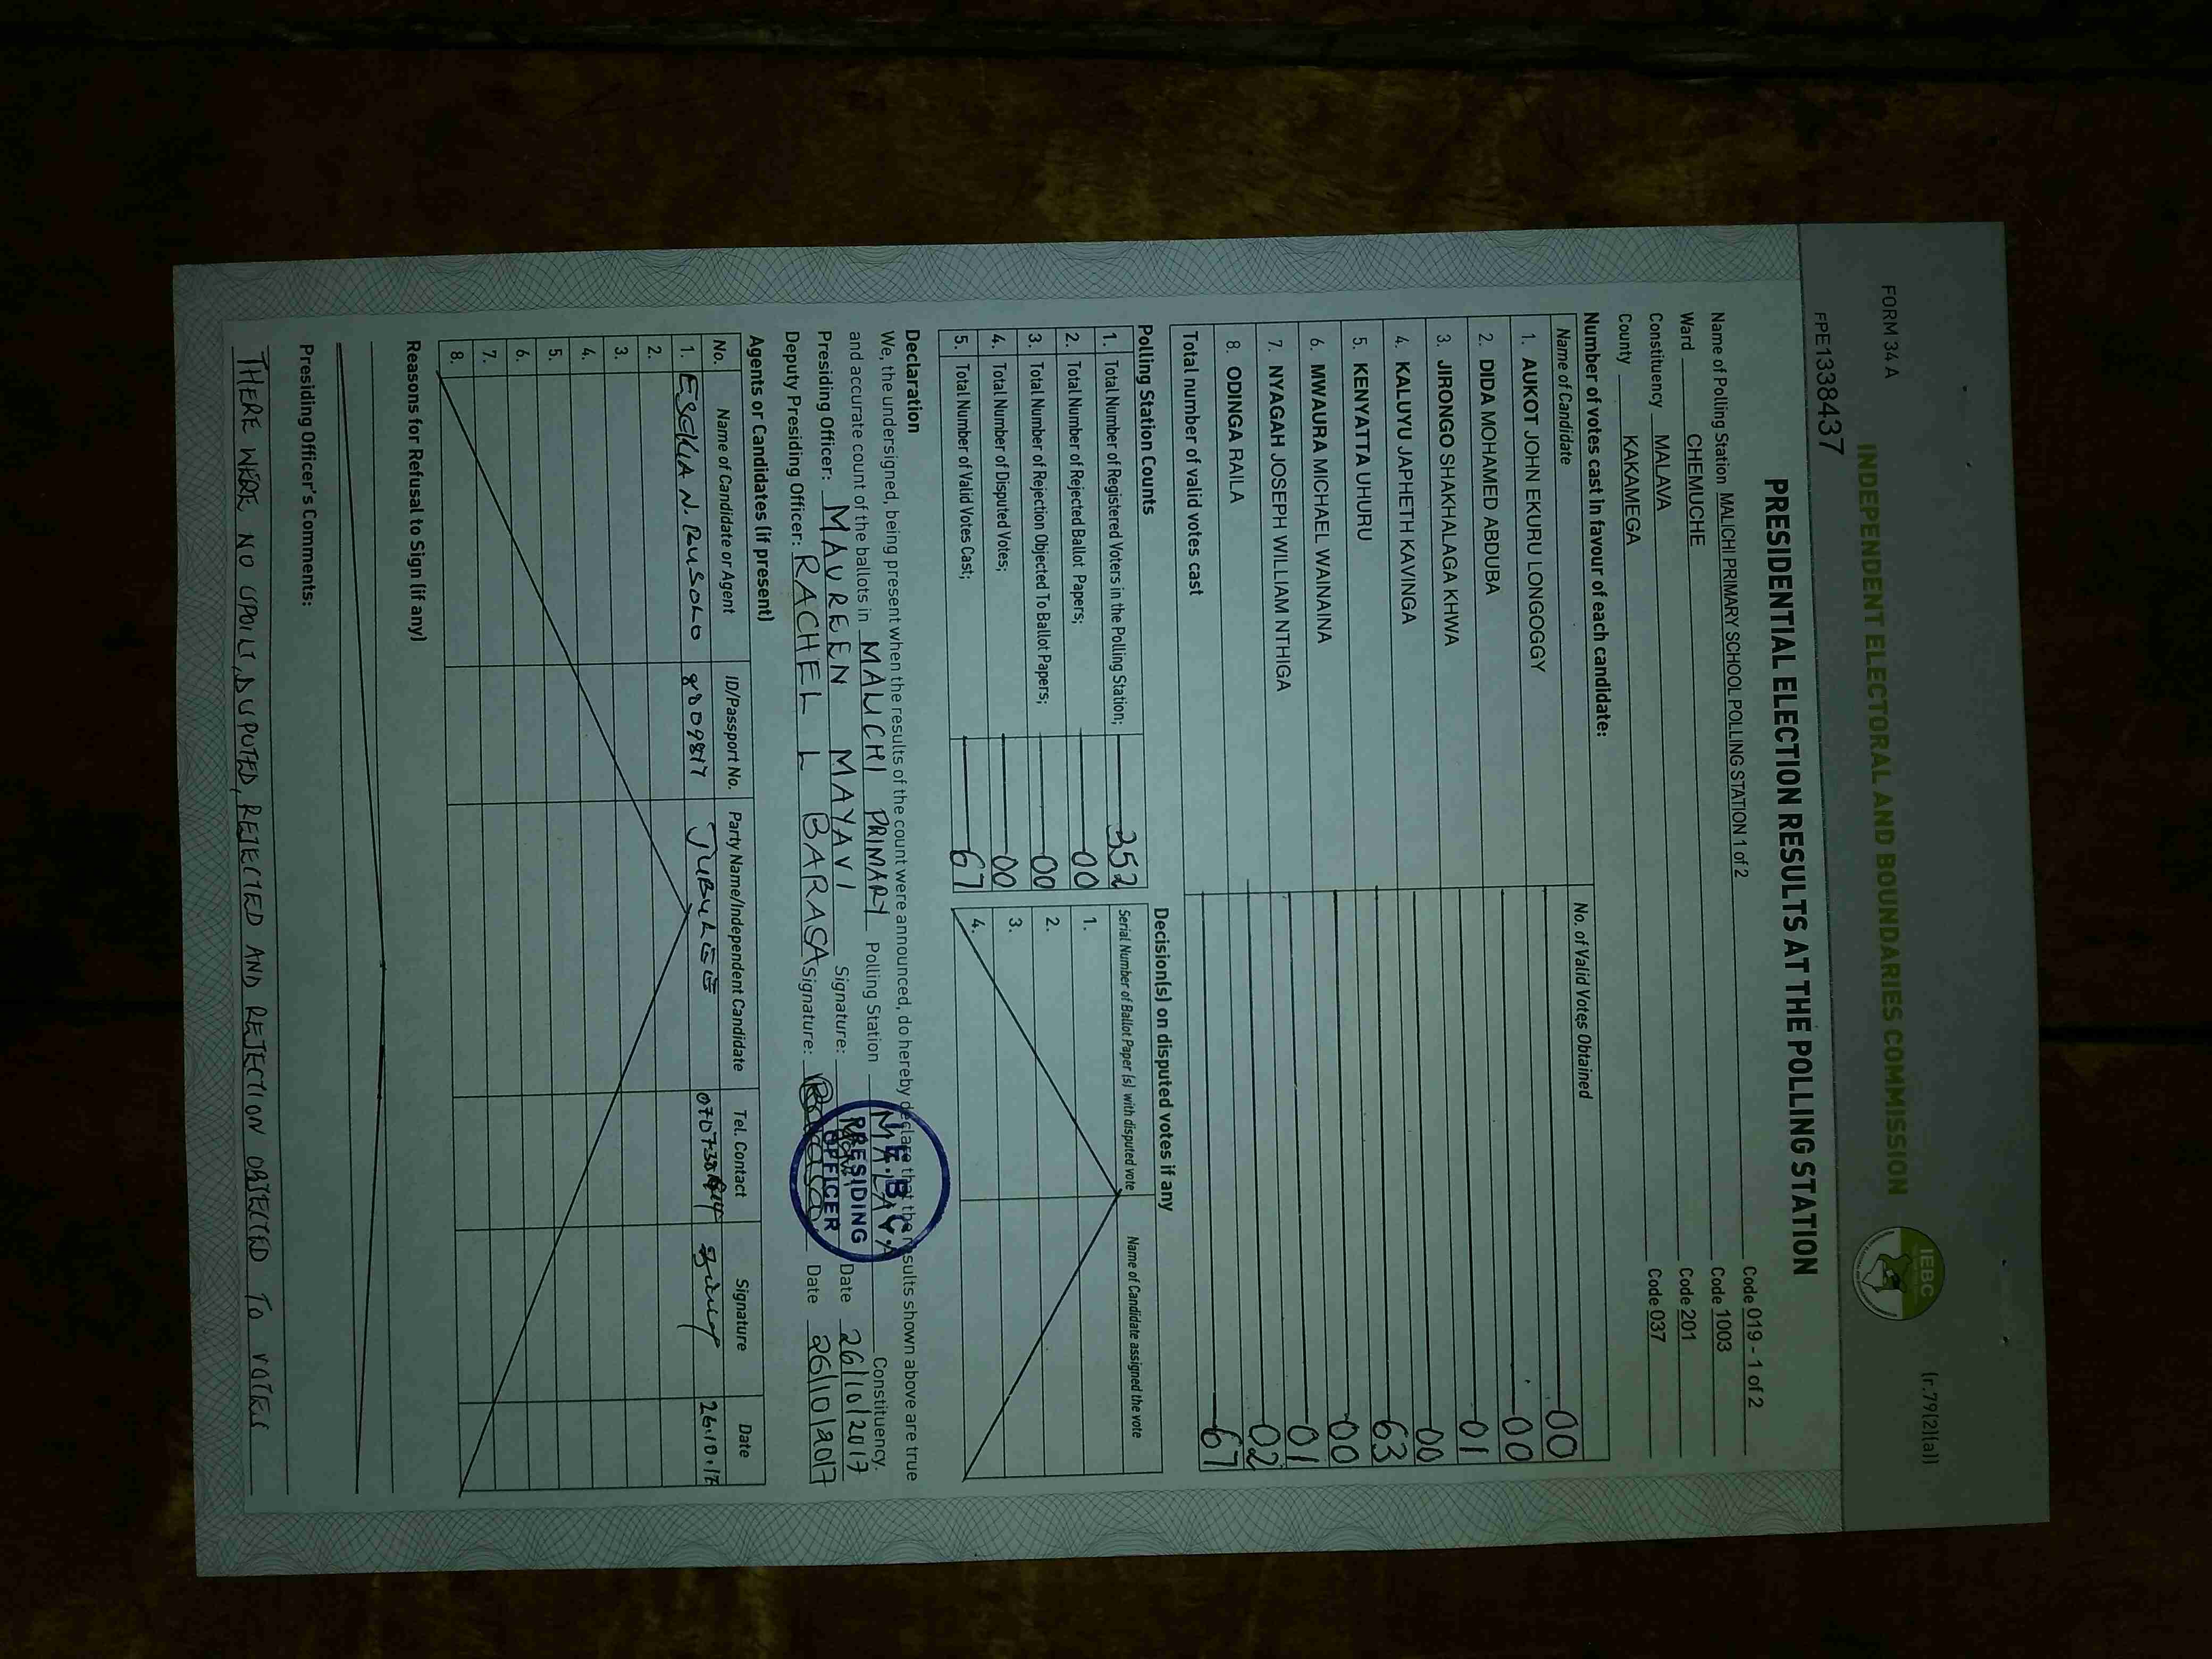 FORM 34 A
(r.79(2)(a))
INDEPENDENT ELECTORAL AND BOUNDARIES COMMISSION
IEBC
FPE1338437
PRESIDENTIAL ELECTION RESULTS AT THE POLLING STATION
Name of Polling Station MALICHI PRIMARY SCHOOL POLLING STATION 1 of 2 Code 019 - 1 of 2
Ward CHEMUCHE Code 1003
Constituency MALAVA Code 201
County KAKAMEGA Code 037
Number of votes cast in favour of each candidate:
Name of Candidate No. of Valid Votes Obtained
1. AUKOT JOHN EKURU LONGOGGY 00
2. DIDA MOHAMED ABDUBA 00
3. JIRONGO SHAKHALAGA KHWA 01
4. KALUYU JAPHETH KAVINGA 00
5. KENYATTA UHURU 63
6. MWAURA MICHAEL WAINAINA 00
7. NYAGAH JOSEPH WILLIAM NTHIGA 01
8. ODINGA RAILA 02
Total number of valid votes cast 67
Polling Station Counts
1. Total Number of Registered Voters in the Polling Station; 352
2. Total Number of Rejected Ballot Papers; 00
3. Total Number of Rejection Objected To Ballot Papers; 00
4. Total Number of Disputed Votes; 00
5. Total Number of Valid Votes Cast; 67
Decision(s) on disputed votes if any
Serial Number of Ballot Paper (s) with disputed vote Name of Candidate assigned the vote
1.
2.
3.
4.
Declaration
We, the undersigned, being present when the results of the count were announced, do hereby declare that the results shown above are true
and accurate count of the ballots in MALICHI PRIMARY Polling Station MALAVA Constituency.
Presiding Officer: MAUREEN MAYAVI Signature: Date 26/10/2017
Deputy Presiding Officer: RACHEL L BARASA Signature: Date 26/10/2017
I.E.B.C
PRESIDING
OFFICER
Agents or Candidates (if present)
No. Name of Candidate or Agent ID/Passport No. Party Name/Independent Candidate Tel. Contact Signature Date
1. JUBULEE 26.10.17
2.
3.
4.
5.
6.
7.
8.
Reasons for Refusal to Sign (if any)
Presiding Officer's Comments:
THERE WERE NO SPOILT, DISPUTED, REJECTED AND REJECTION OBJECTED TO VOTES